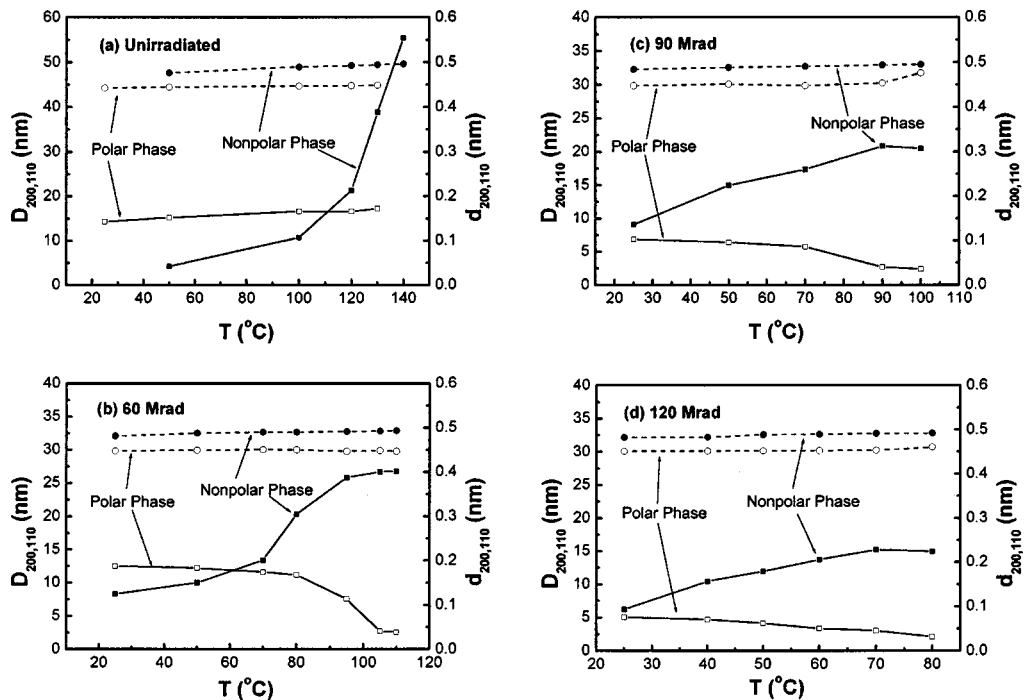 (a) Unirradiated
D200,110 (nm)
60
50
40
30
20
10
0
Polar Phase
Nonpolar Phase
0.6
0.5
0.4
0.3
0.2
0.1
0.0
d200,110 (nm)
20 40 60 80 100 120 140
T (°C)
(c) 90 Mrad
D200,110 (nm)
40
35
30
25
20
15
10
5
0
Polar Phase
Nonpolar Phase
0.6
0.5
0.4
0.3
0.2
0.1
0.0
d200,110 (nm)
20 30 40 50 60 70 80 90 100 110
T (°C)
(b) 60 Mrad
D200,110 (nm)
40
35
30
25
20
15
10
5
0
Polar Phase
Nonpolar Phase
0.6
0.5
0.4
0.3
0.2
0.1
0.0
d200,110 (nm)
20 40 60 80 100 120
T (°C)
(d) 120 Mrad
D200,110 (nm)
40
35
30
25
20
15
10
5
0
Polar Phase
Nonpolar Phase
0.6
0.5
0.4
0.3
0.2
0.1
0.0
d200,110 (nm)
20 30 40 50 60 70 80
T (°C)